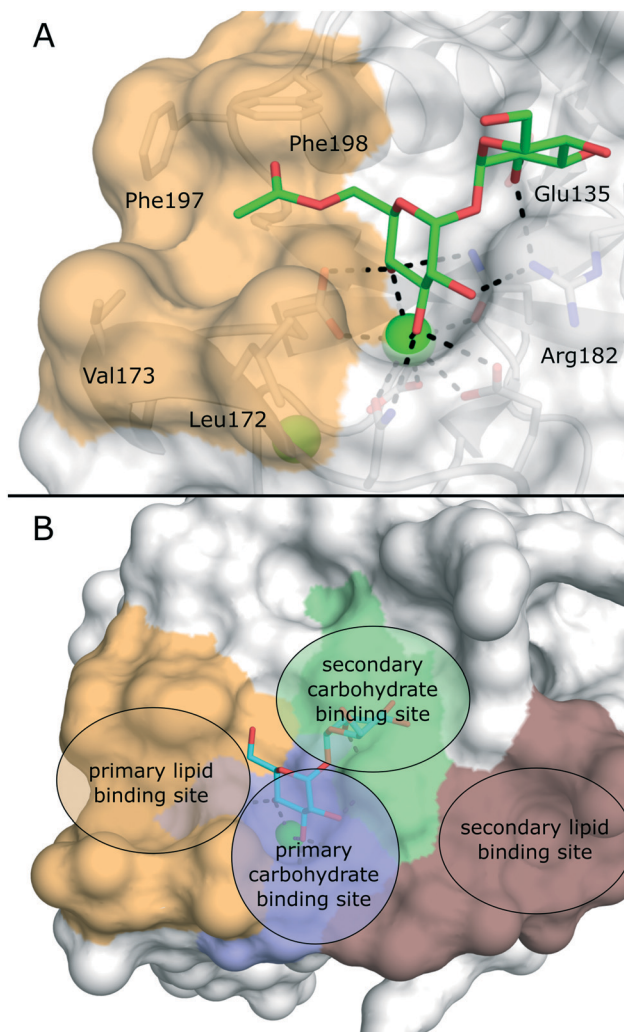 A
Phe198
Phe197
Glu135
Arg182
Val173
Leu172
B
secondary
carbohydrate
binding site
primary lipid
binding site
secondary lipid
binding site
primary
carbohydrate
binding site